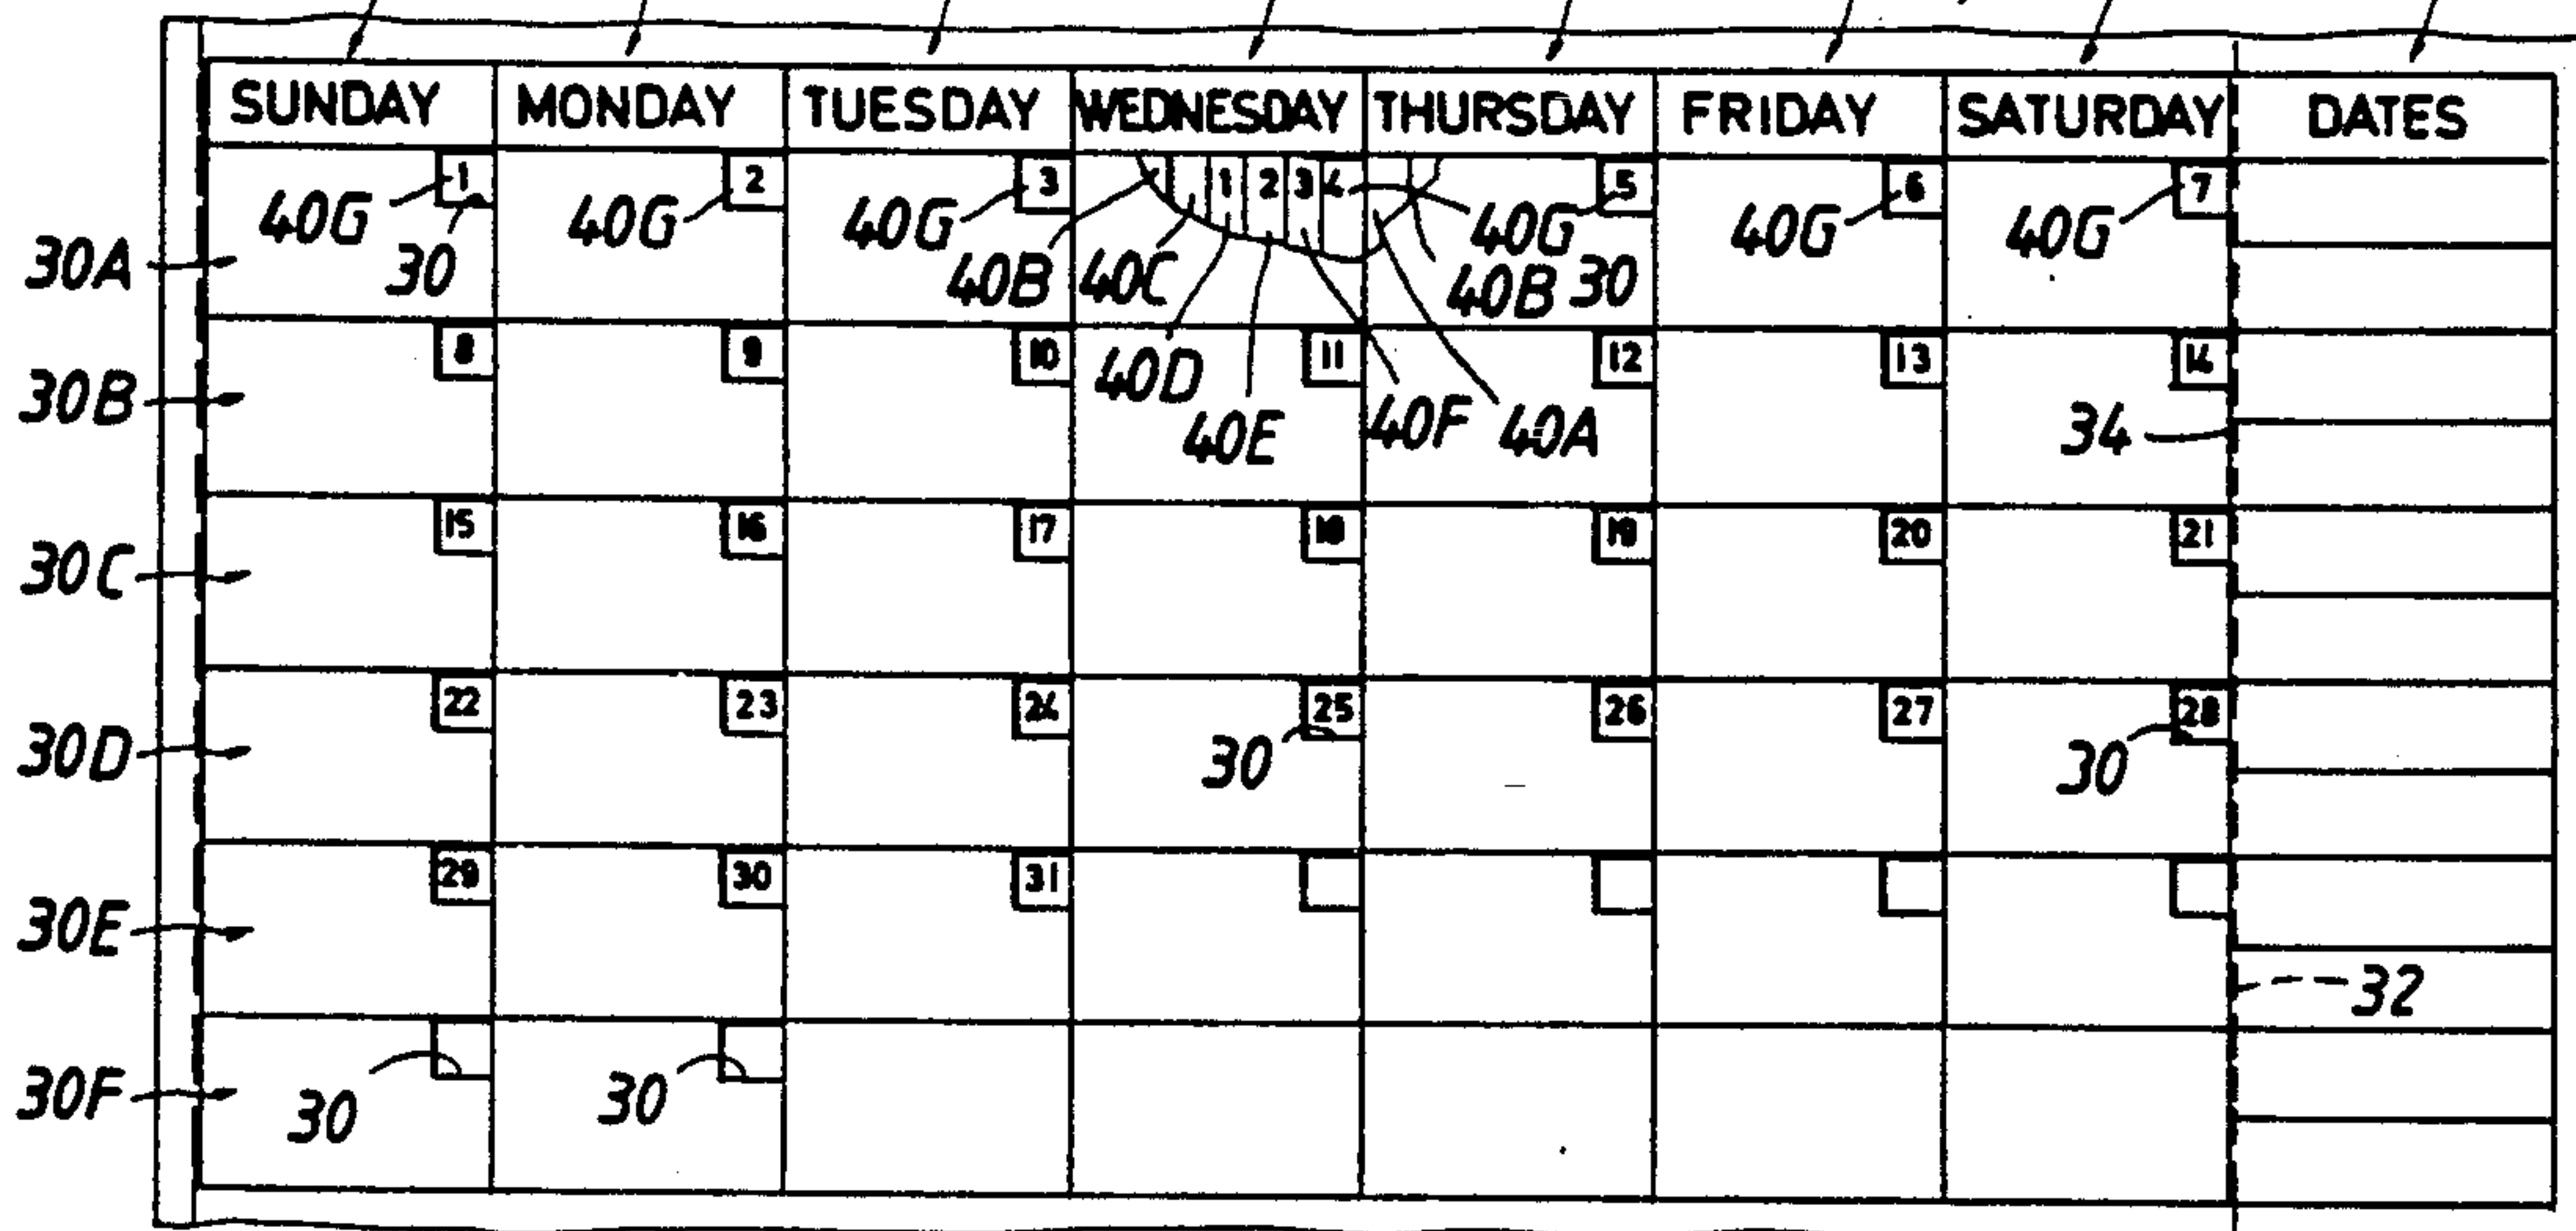 SUNDAY MONDAY TUESDAY WEDNESDAY THURSDAY FRIDAY SATURDAY DATES
1 2 3 1 2 3 4 5 6 7
40G 40G 40G 40G 40G 40G
30A 30 40B 40C 40B 30
8 9 10 11 12 13 14
30B 40D 40E 40F 40A 34
15 16 17 18 19 20 21
30C
22 23 24 25 26 27 28
30D 30 30
29 30 31
30E 32
30F 30 30